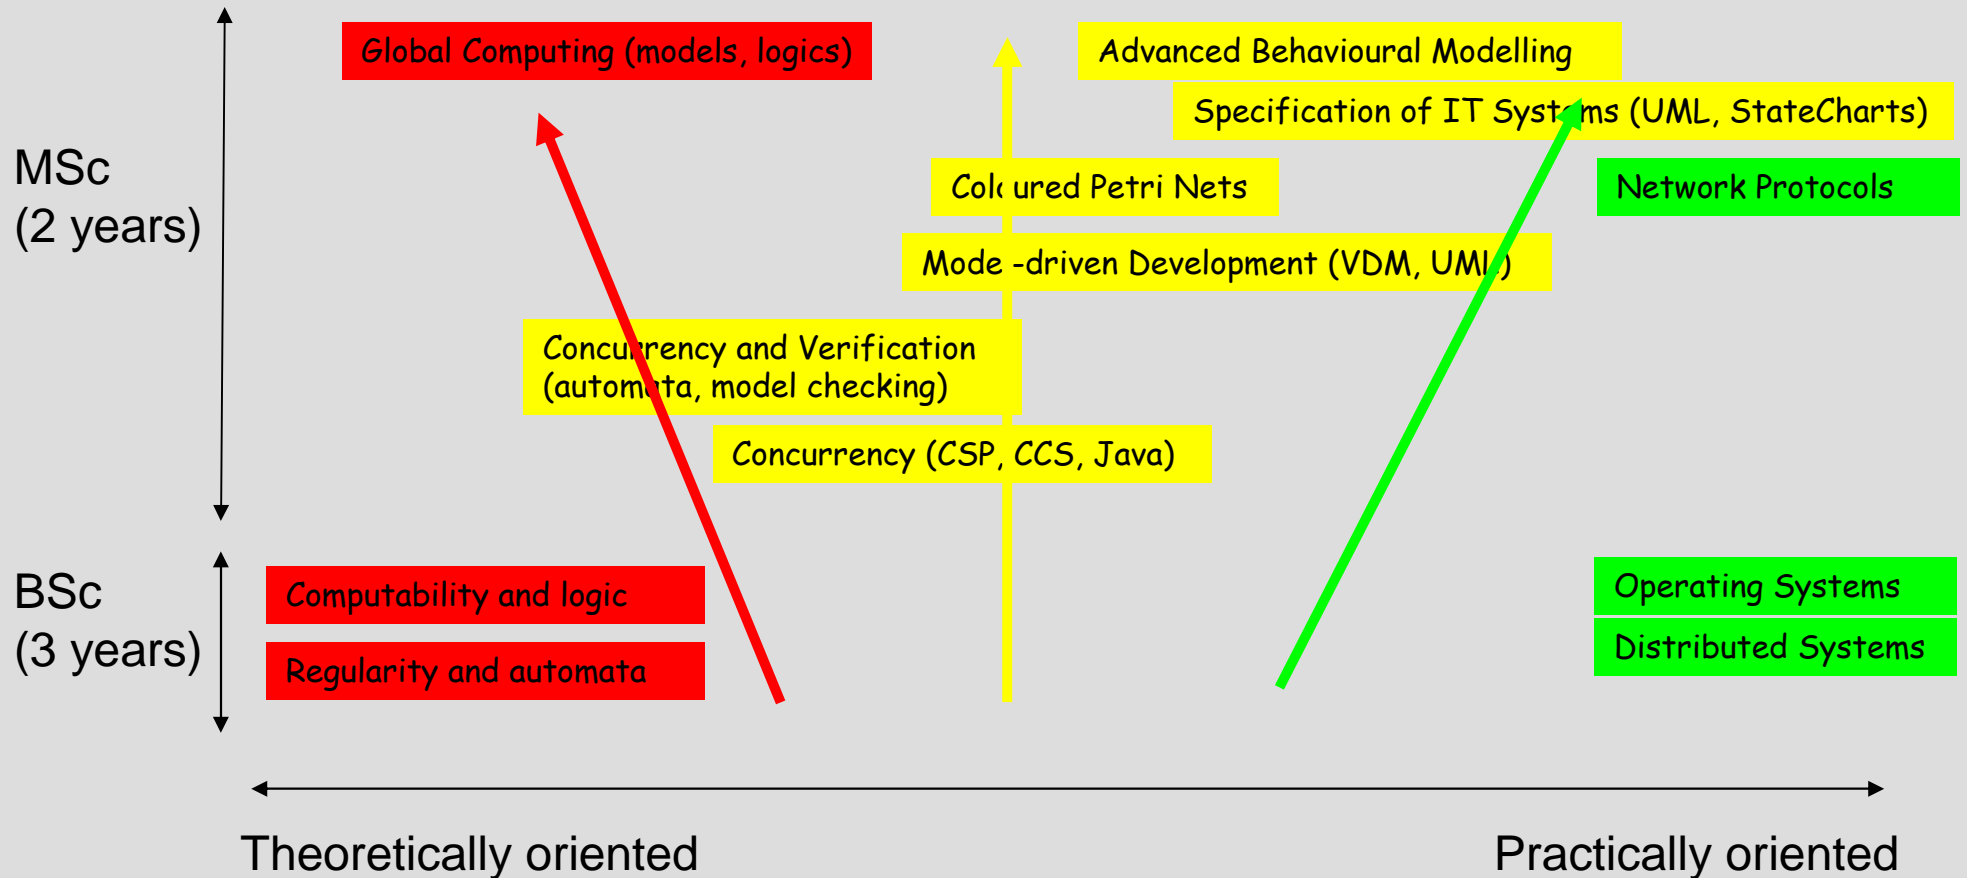 Global Computing (models, logics)
Advanced Behavioural Modelling
Specification of IT Systems (UML, StateCharts)
MSc
(2 years)
Coloured Petri Nets
Network Protocols
Model-driven Development (VDM, UML)
Concurrency and Verification
(automata, model checking)
Concurrency (CSP, CCS, Java)
BSc
(3 years)
Computability and logic
Regularity and automata
Operating Systems
Distributed Systems
Theoretically oriented
Practically oriented